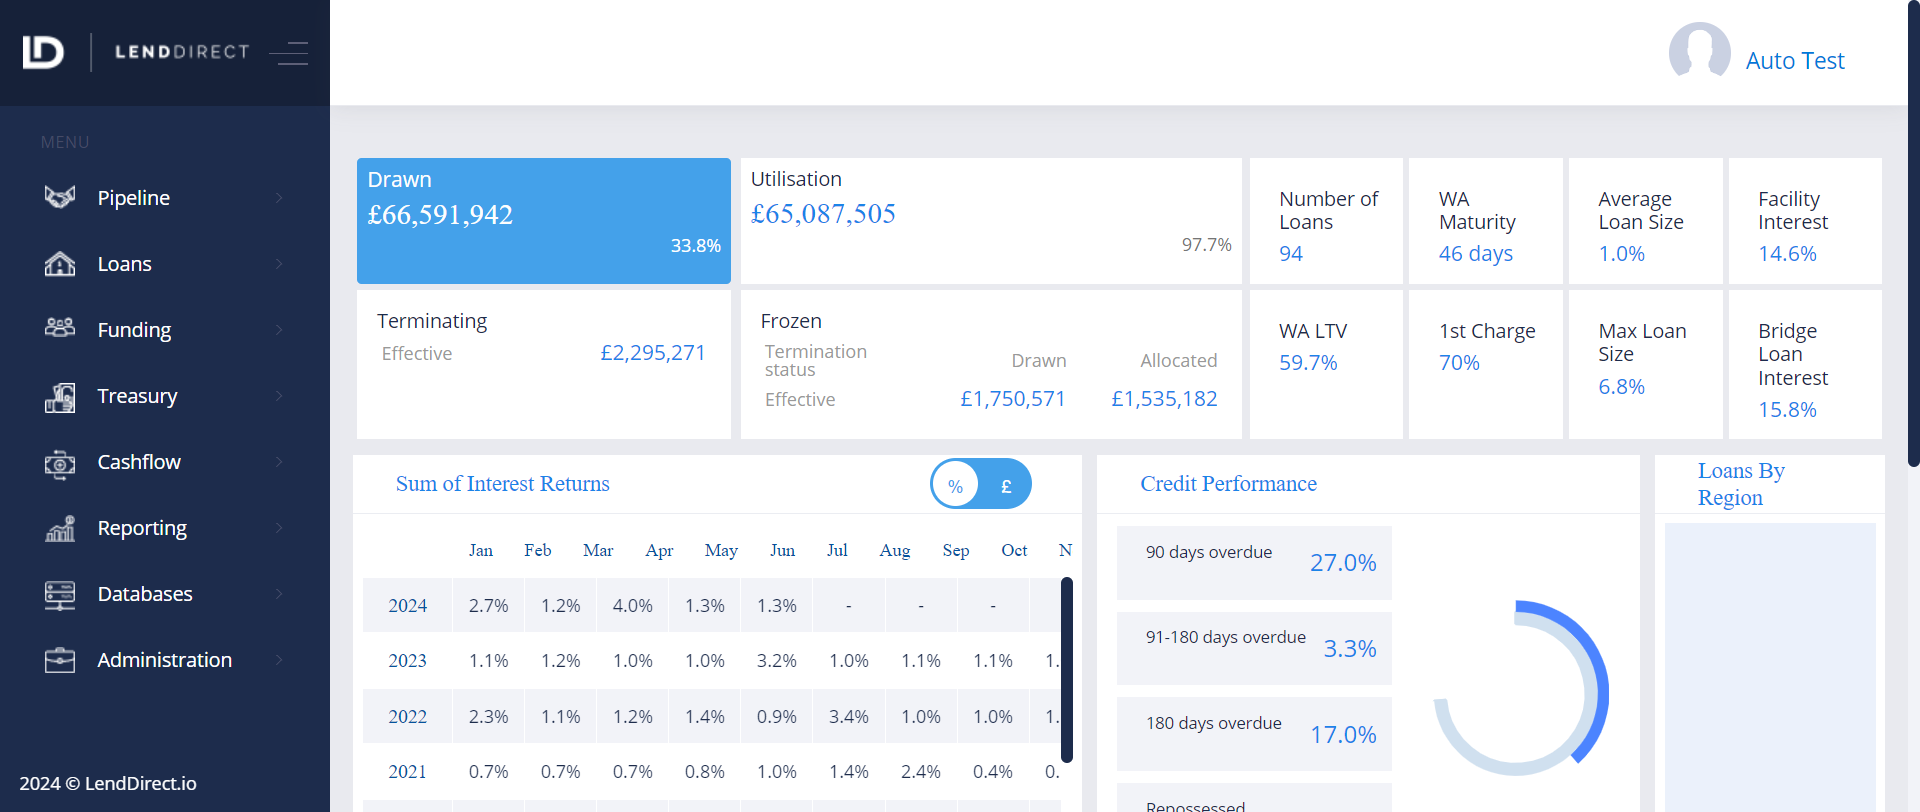 LD
LENDDIRECT
Auto Test
MENU
Pipeline
Loans
Funding
Treasury
Cashflow
Reporting
Databases
Administration
2024 © LendDirect.io
Drawn
£66,591,942
33.8%
Utilisation
£65,087,505
97.7%
Number of
Loans
94
WA
Maturity
46 days
Average
Loan Size
1.0%
Facility
Interest
14.6%
Terminating
Effective £2,295,271
Frozen
Termination
status
Drawn Allocated
Effective £1,750,571 £1,535,182
WA LTV
59.7%
1st Charge
70%
Max Loan
Size
6.8%
Bridge
Loan
Interest
15.8%
Sum of Interest Returns
% £
Jan Feb Mar Apr May Jun Jul Aug Sep Oct N
2024 2.7% 1.2% 4.0% 1.3% 1.3% - - -
2023 1.1% 1.2% 1.0% 1.0% 3.2% 1.0% 1.1% 1.1% 1.
2022 2.3% 1.1% 1.2% 1.4% 0.9% 3.4% 1.0% 1.0% 1.
2021 0.7% 0.7% 0.7% 0.8% 1.0% 1.4% 2.4% 0.4% 0.
Credit Performance
90 days overdue 27.0%
91-180 days overdue 3.3%
180 days overdue 17.0%
Repossessed
Loans By
Region